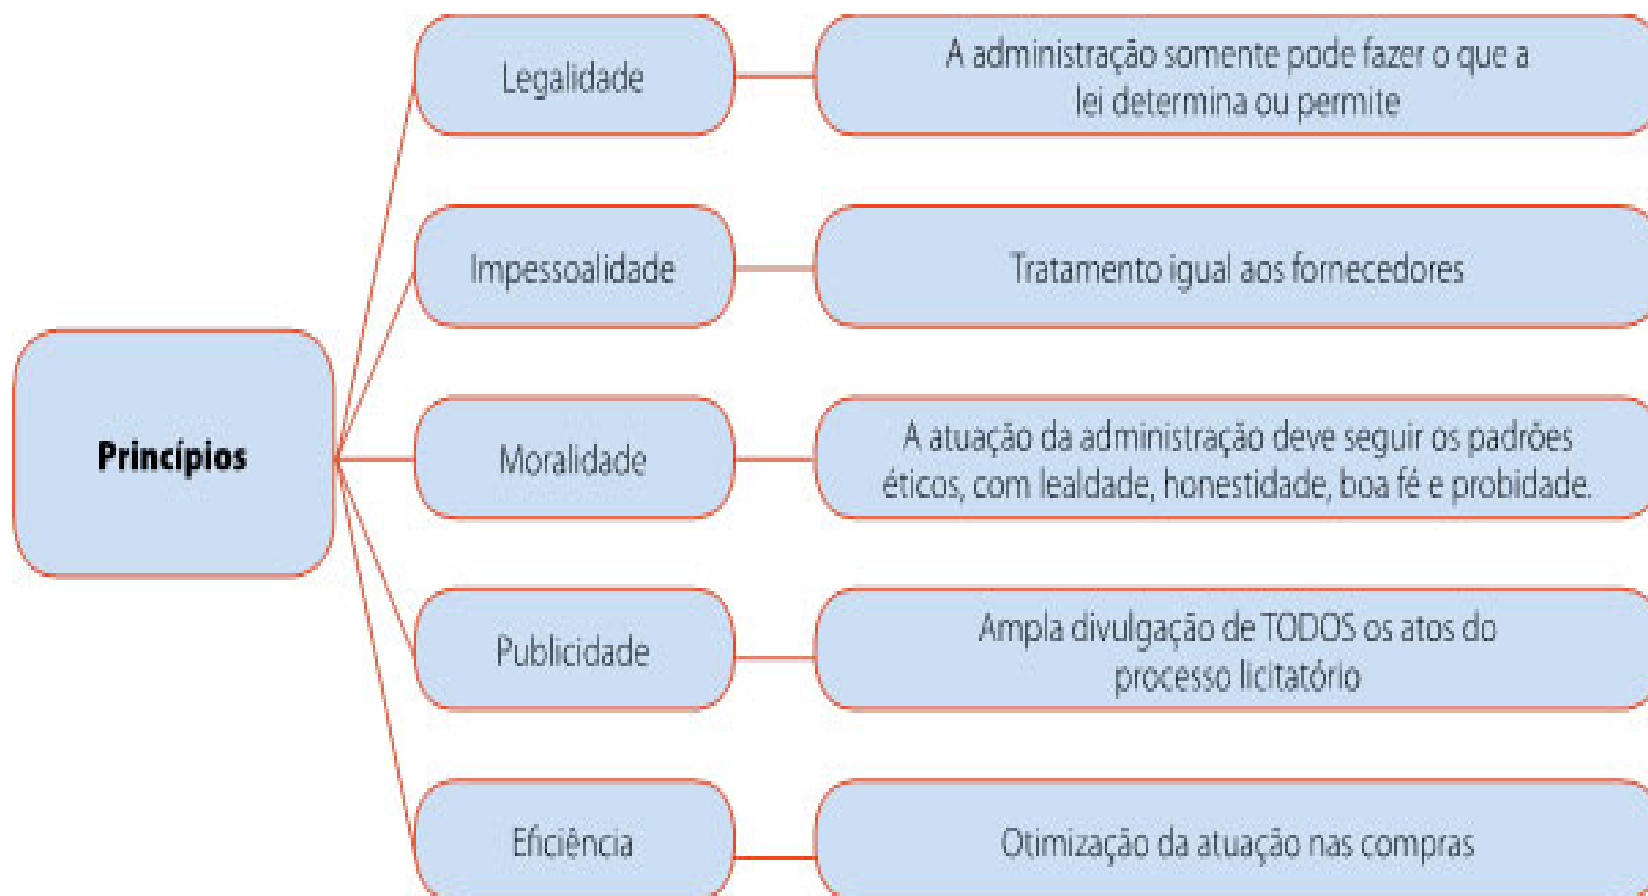 Princípios
Legalidade
A administração somente pode fazer o que a
lei determina ou permite
Impessoalidade
Tratamento igual aos fornecedores
Moralidade
A atuação da administração deve seguir os padrões
éticos, com lealdade, honestidade, boa fé e probidade.
Publicidade
Ampla divulgação de TODOS os atos do
processo licitatório
Eficiência
Otimização da atuação nas compras